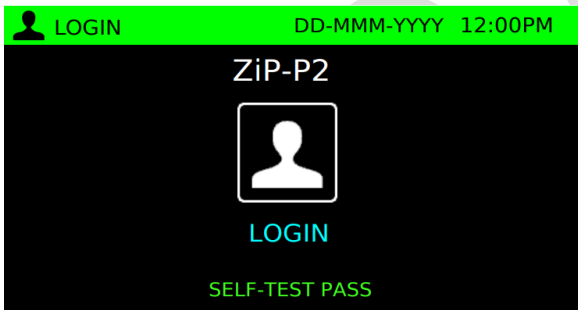 LOGIN DD-MMM-YYYY 12:00PM
ZiP-P2
LOGIN
SELF-TEST PASS